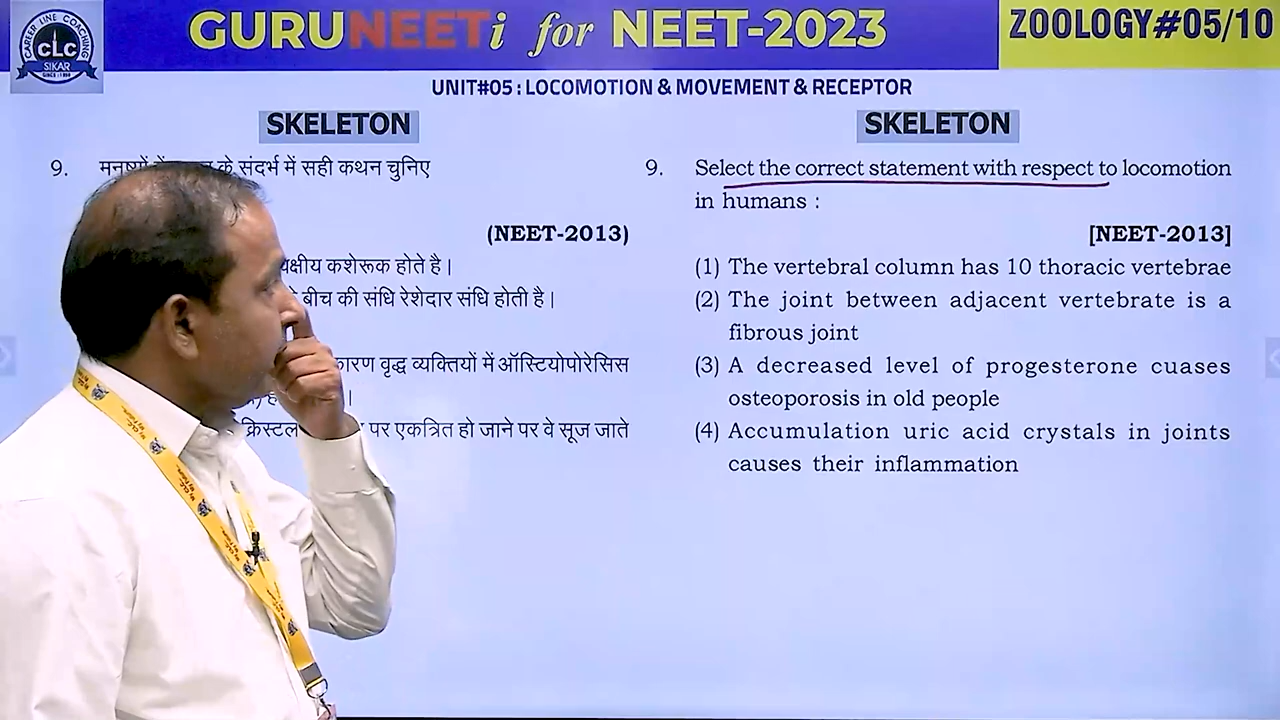 GURUNEETi for NEET-2023
ZOOLOGY#05/10
CAREER LINE COACHING
CLC
SIKAR
UNIT#05 : LOCOMOTION & MOVEMENT & RECEPTOR
SKELETON
9. मनुष्यों में के संदर्भ में सही कथन चुनिए
(NEET-2013)
कशेरूक होते है।
बीच की संधि रेशेदार संधि होती है।
कारण वृद्ध व्यक्तियों में ऑस्टियोपोरेसिस
क्रिस्टल पर एकत्रित हो जाने पर वे सूज जाते
SKELETON
9. Select the correct statement with respect to locomotion
in humans :
[NEET-2013]
(1) The vertebral column has 10 thoracic vertebrae
(2) The joint between adjacent vertebrate is a
fibrous joint
(3) A decreased level of progesterone cuases
osteoporosis in old people
(4) Accumulation uric acid crystals in joints
causes their inflammation